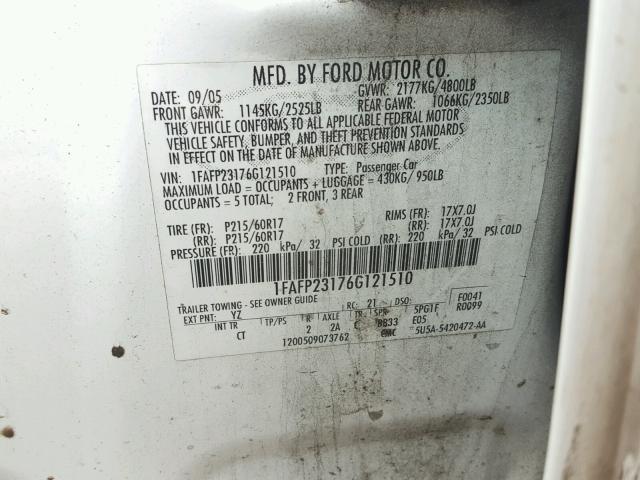 MFD. BY FORD MOTOR CO.
DATE: 09/05 GVWR: 2177KG/4800LB
FRONT GAWR: 1145KG/2525LB REAR GAWR: 1066KG/2350LB
THIS VEHICLE CONFORMS TO ALL APPLICABLE FEDERAL MOTOR
VEHICLE SAFETY, BUMPER, AND THEFT PREVENTION STANDARDS
IN EFFECT ON THE DATE OF MANUFACTURE SHOWN ABOVE.
VIN: 1FAFP23176G121510 TYPE: Passenger Car
MAXIMUM LOAD = OCCUPANTS + LUGGAGE = 430KG/ 950LB
OCCUPANTS = 5 TOTAL; 2 FRONT, 3 REAR
TIRE (FR): P215/60R17 RIMS (FR): 17X7.0J
(RR): P215/60R17 (RR): 17X7.0J
PRESSURE (FR): 220 kPa/ 32 PSI COLD (RR): 220 kPa/ 32 PSI COLD
1FAFP23176G121510
TRAILER TOWING - SEE OWNER GUIDE RC: 21 DSO: F0041
EXT PNT: YZ R0099
INT TR TP/PS R AXLE TR SPR 5PG1F
CT 2 2A C BB33 E05
1200509073762 CMC 5U5A-5420472-AA